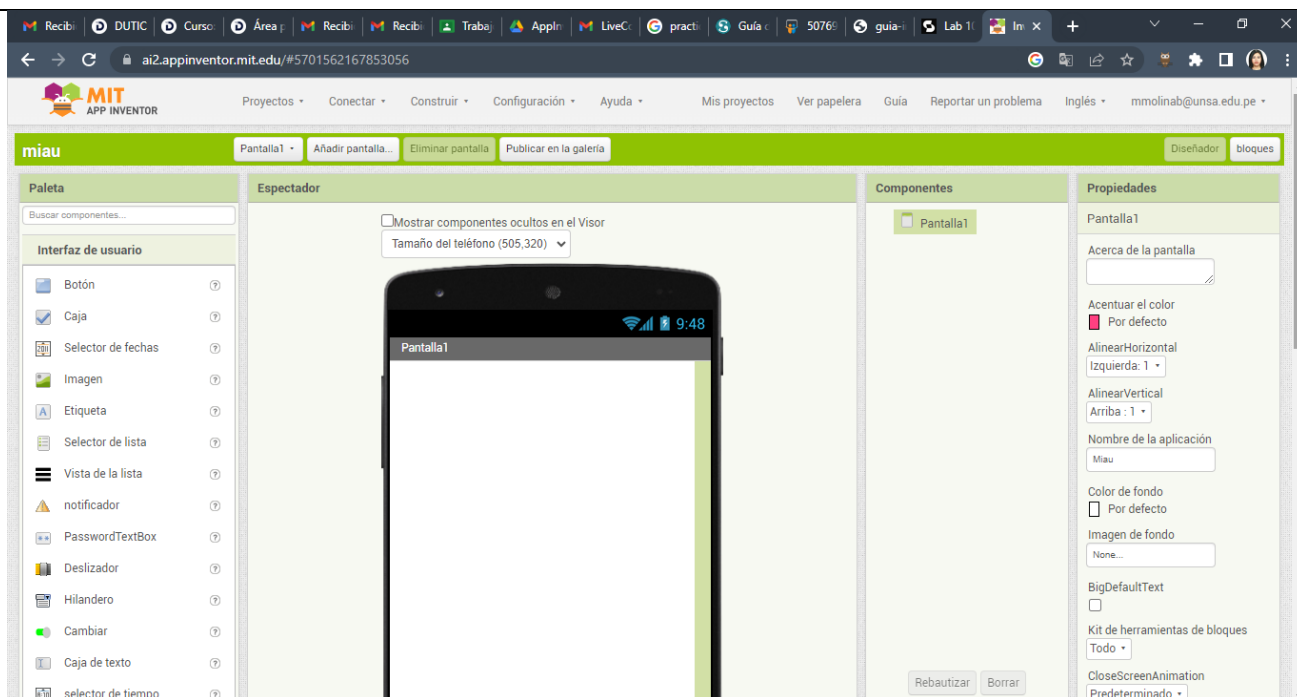 Recibi DUTIC Curso: Área p Recibi Recibi Trabaj AppIn LiveCo practi Guía c 50769 guia-i Lab 10 Inv
ai2.appinventor.mit.edu/#5701562167853056
MIT
APP INVENTOR
Proyectos Conectar Construir Configuración Ayuda Mis proyectos Ver papelera Guía Reportar un problema Inglés mmolinab@unsa.edu.pe
miau Pantalla1 Añadir pantalla... Eliminar pantalla Publicar en la galería Diseñador bloques
Paleta
Buscar componentes...
Interfaz de usuario
Botón
Caja
Selector de fechas
Imagen
Etiqueta
Selector de lista
Vista de la lista
notificador
PasswordTextBox
Deslizador
Hilandero
Cambiar
Caja de texto
selector de tiempo
Espectador
Mostrar componentes ocultos en el Visor
Tamaño del teléfono (505,320)
9:48
Pantalla1
Componentes
Pantalla1
Rebautizar Borrar
Propiedades
Pantalla1
Acerca de la pantalla
Acentuar el color
Por defecto
AlinearHorizontal
Izquierda: 1
AlinearVertical
Arriba : 1
Nombre de la aplicación
Miau
Color de fondo
Por defecto
Imagen de fondo
None...
BigDefaultText
Kit de herramientas de bloques
Todo
CloseScreenAnimation
Predeterminado